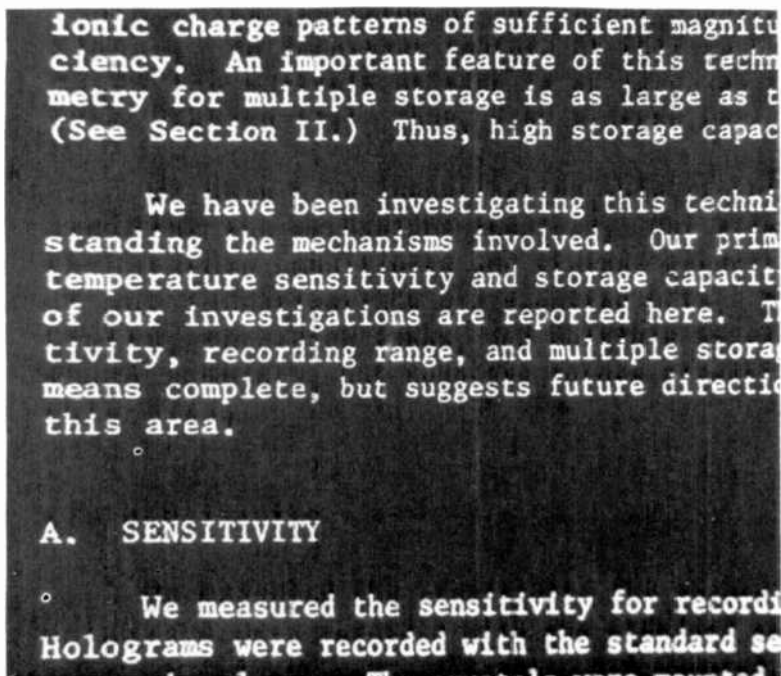 ionic charge patterns of sufficient magnitu
ciency. An important feature of this techn
metry for multiple storage is as large as t
(See Section II.) Thus, high storage capac
We have been investigating this techni
standing the mechanisms involved. Our prim
temperature sensitivity and storage capacit
of our investigations are reported here. T
tivity, recording range, and multiple stora
means complete, but suggests future directi
this area.
A. SENSITIVITY
We measured the sensitivity for recordi
Holograms were recorded with the standard se